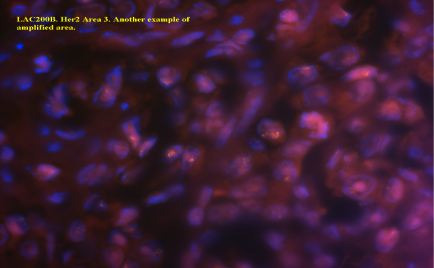 LAC200B. Her2 Area 3. Another example of
amplified area.